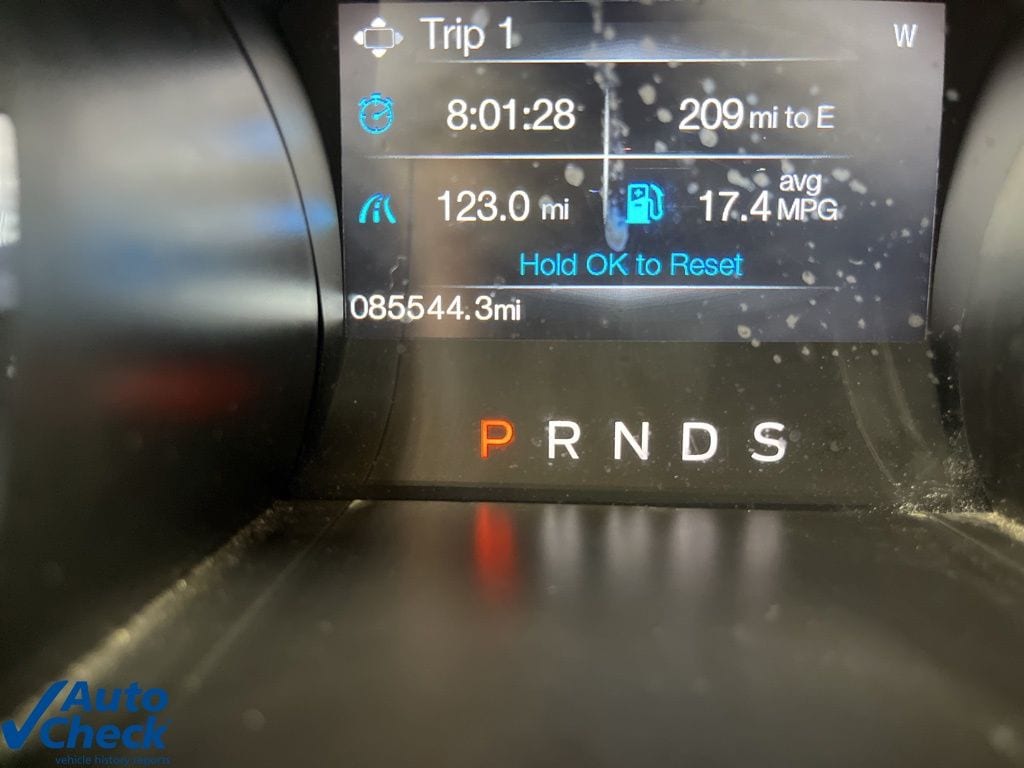 Trip 1 W
8:01:28 209 mi to E
123.0 mi 17.4 avg MPG
Hold OK to Reset
085544.3mi
P R N D S
Auto
Check
vehicle history reports